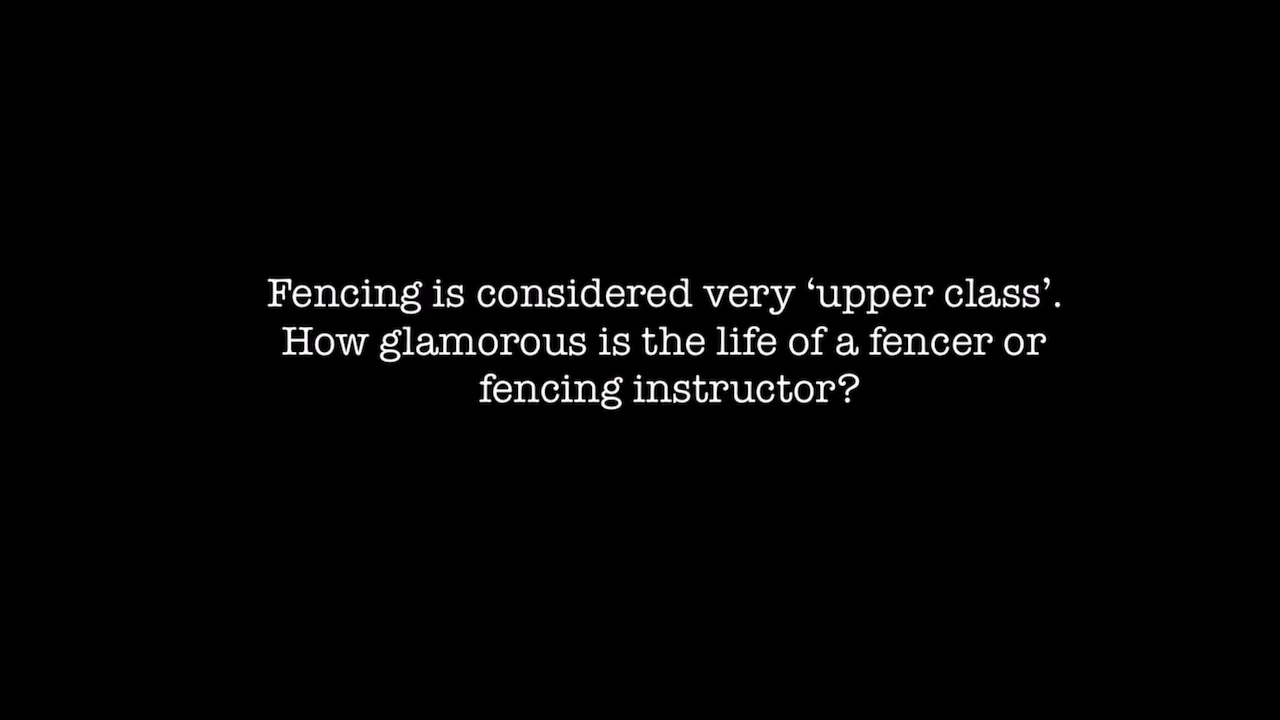 Fencing is considered very ‘upper class’.
How glamorous is the life of a fencer or
fencing instructor?